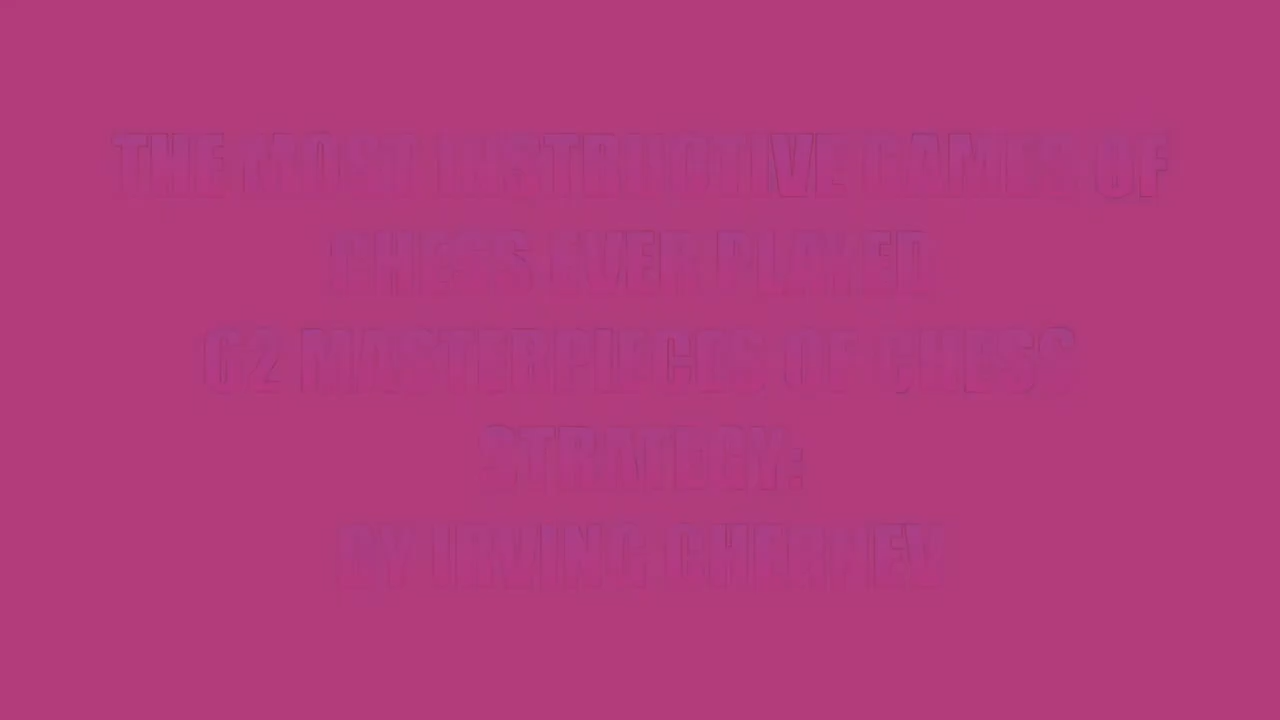 THE MOST INSTRUCTIVE GAMES OF
CHESS EVER PLAYED
62 MASTERPIECES OF CHESS
STRATEGY:
BY IRVING CHERNEV